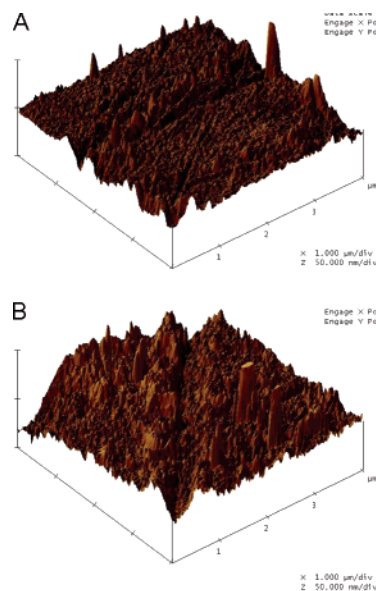 A
Engage X Po
Engage Y Po
1
2
3
µm
X 1.000 µm/div
Z 50.000 nm/div
B
Engage X Po
Engage Y Po
1
2
3
µm
X 1.000 µm/div
Z 50.000 nm/div